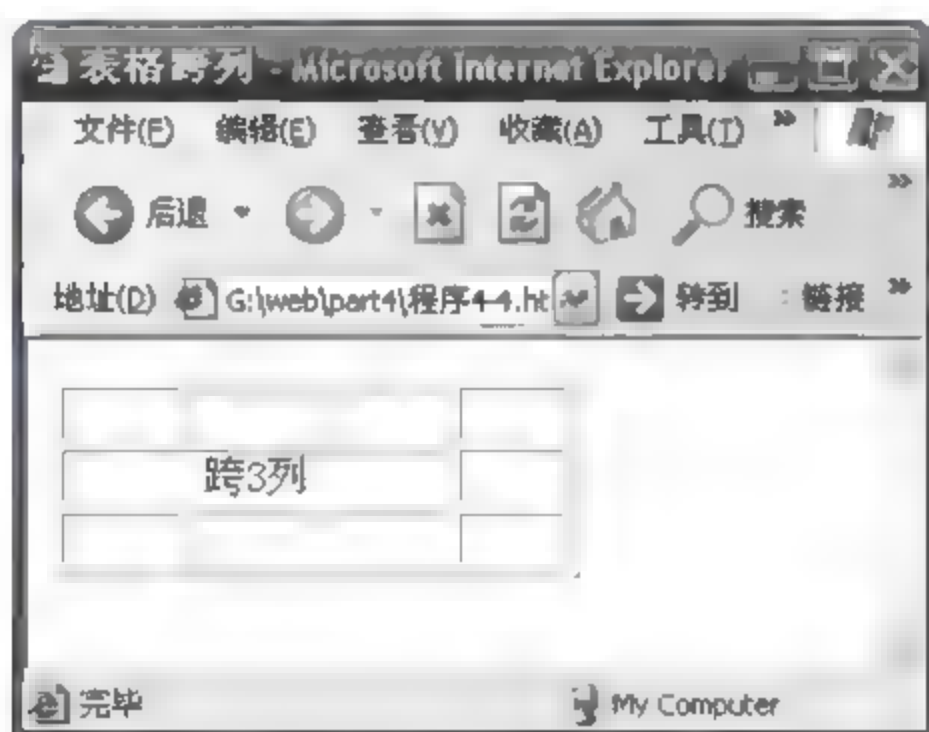 表格跨列 - Microsoft Internet Explorer
文件(F) 编辑(E) 查看(V) 收藏(A) 工具(T) »
后退 搜索 »
地址(D) G:\web\part4\程序4-4.ht 转到 链接 »
跨3列
完毕 My Computer